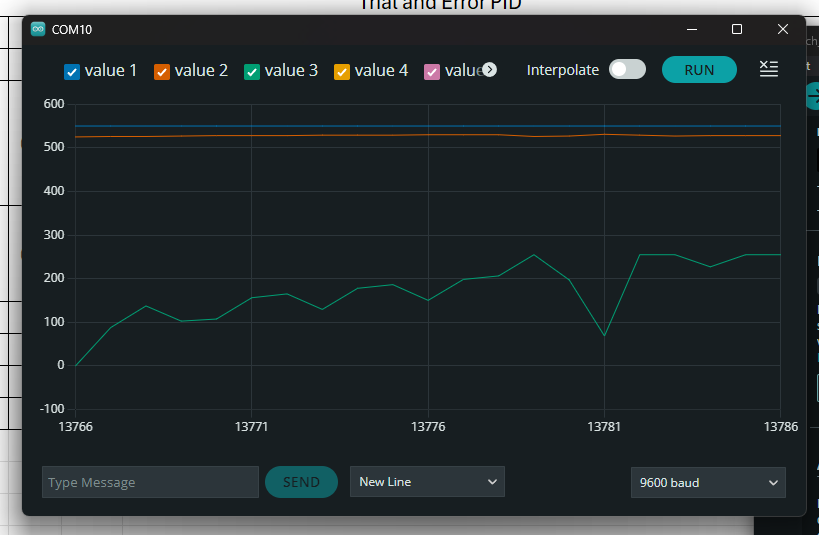 Trial and Error PID
COM10
value 1
value 2
value 3
value 4
value
Interpolate
RUN
600
500
400
300
200
100
0
-100
13766
13771
13776
13781
13786
Type Message
SEND
New Line
9600 baud